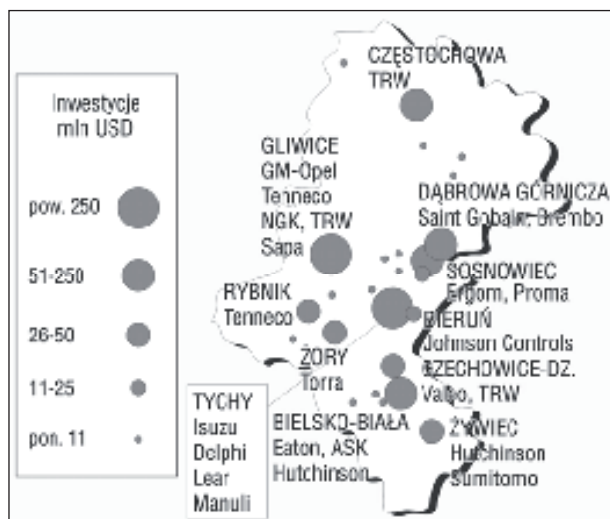 Inwestycje
mln USD
pow. 250
51-250
26-50
11-25
pon. 11
CZĘSTOCHOWA
TRW
GLIWICE
GM-Opel
Tenneco
NGK, TRW
Sapa
DĄBROWA GÓRNICZA
Saint Gobain, Brembo
SOSNOWIEC
Ergom, Proma
RYBNIK
Tenneco
BIERUŃ
Johnson Controls
ŻORY
Torra
CZECHOWICE-DZ.
Valeo, TRW
TYCHY
Isuzu
Delphi
Lear
Manuli
BIELSKO-BIAŁA
Eaton, ASK
Hutchinson
ŻYWIEC
Hutchinson
Sumitomo